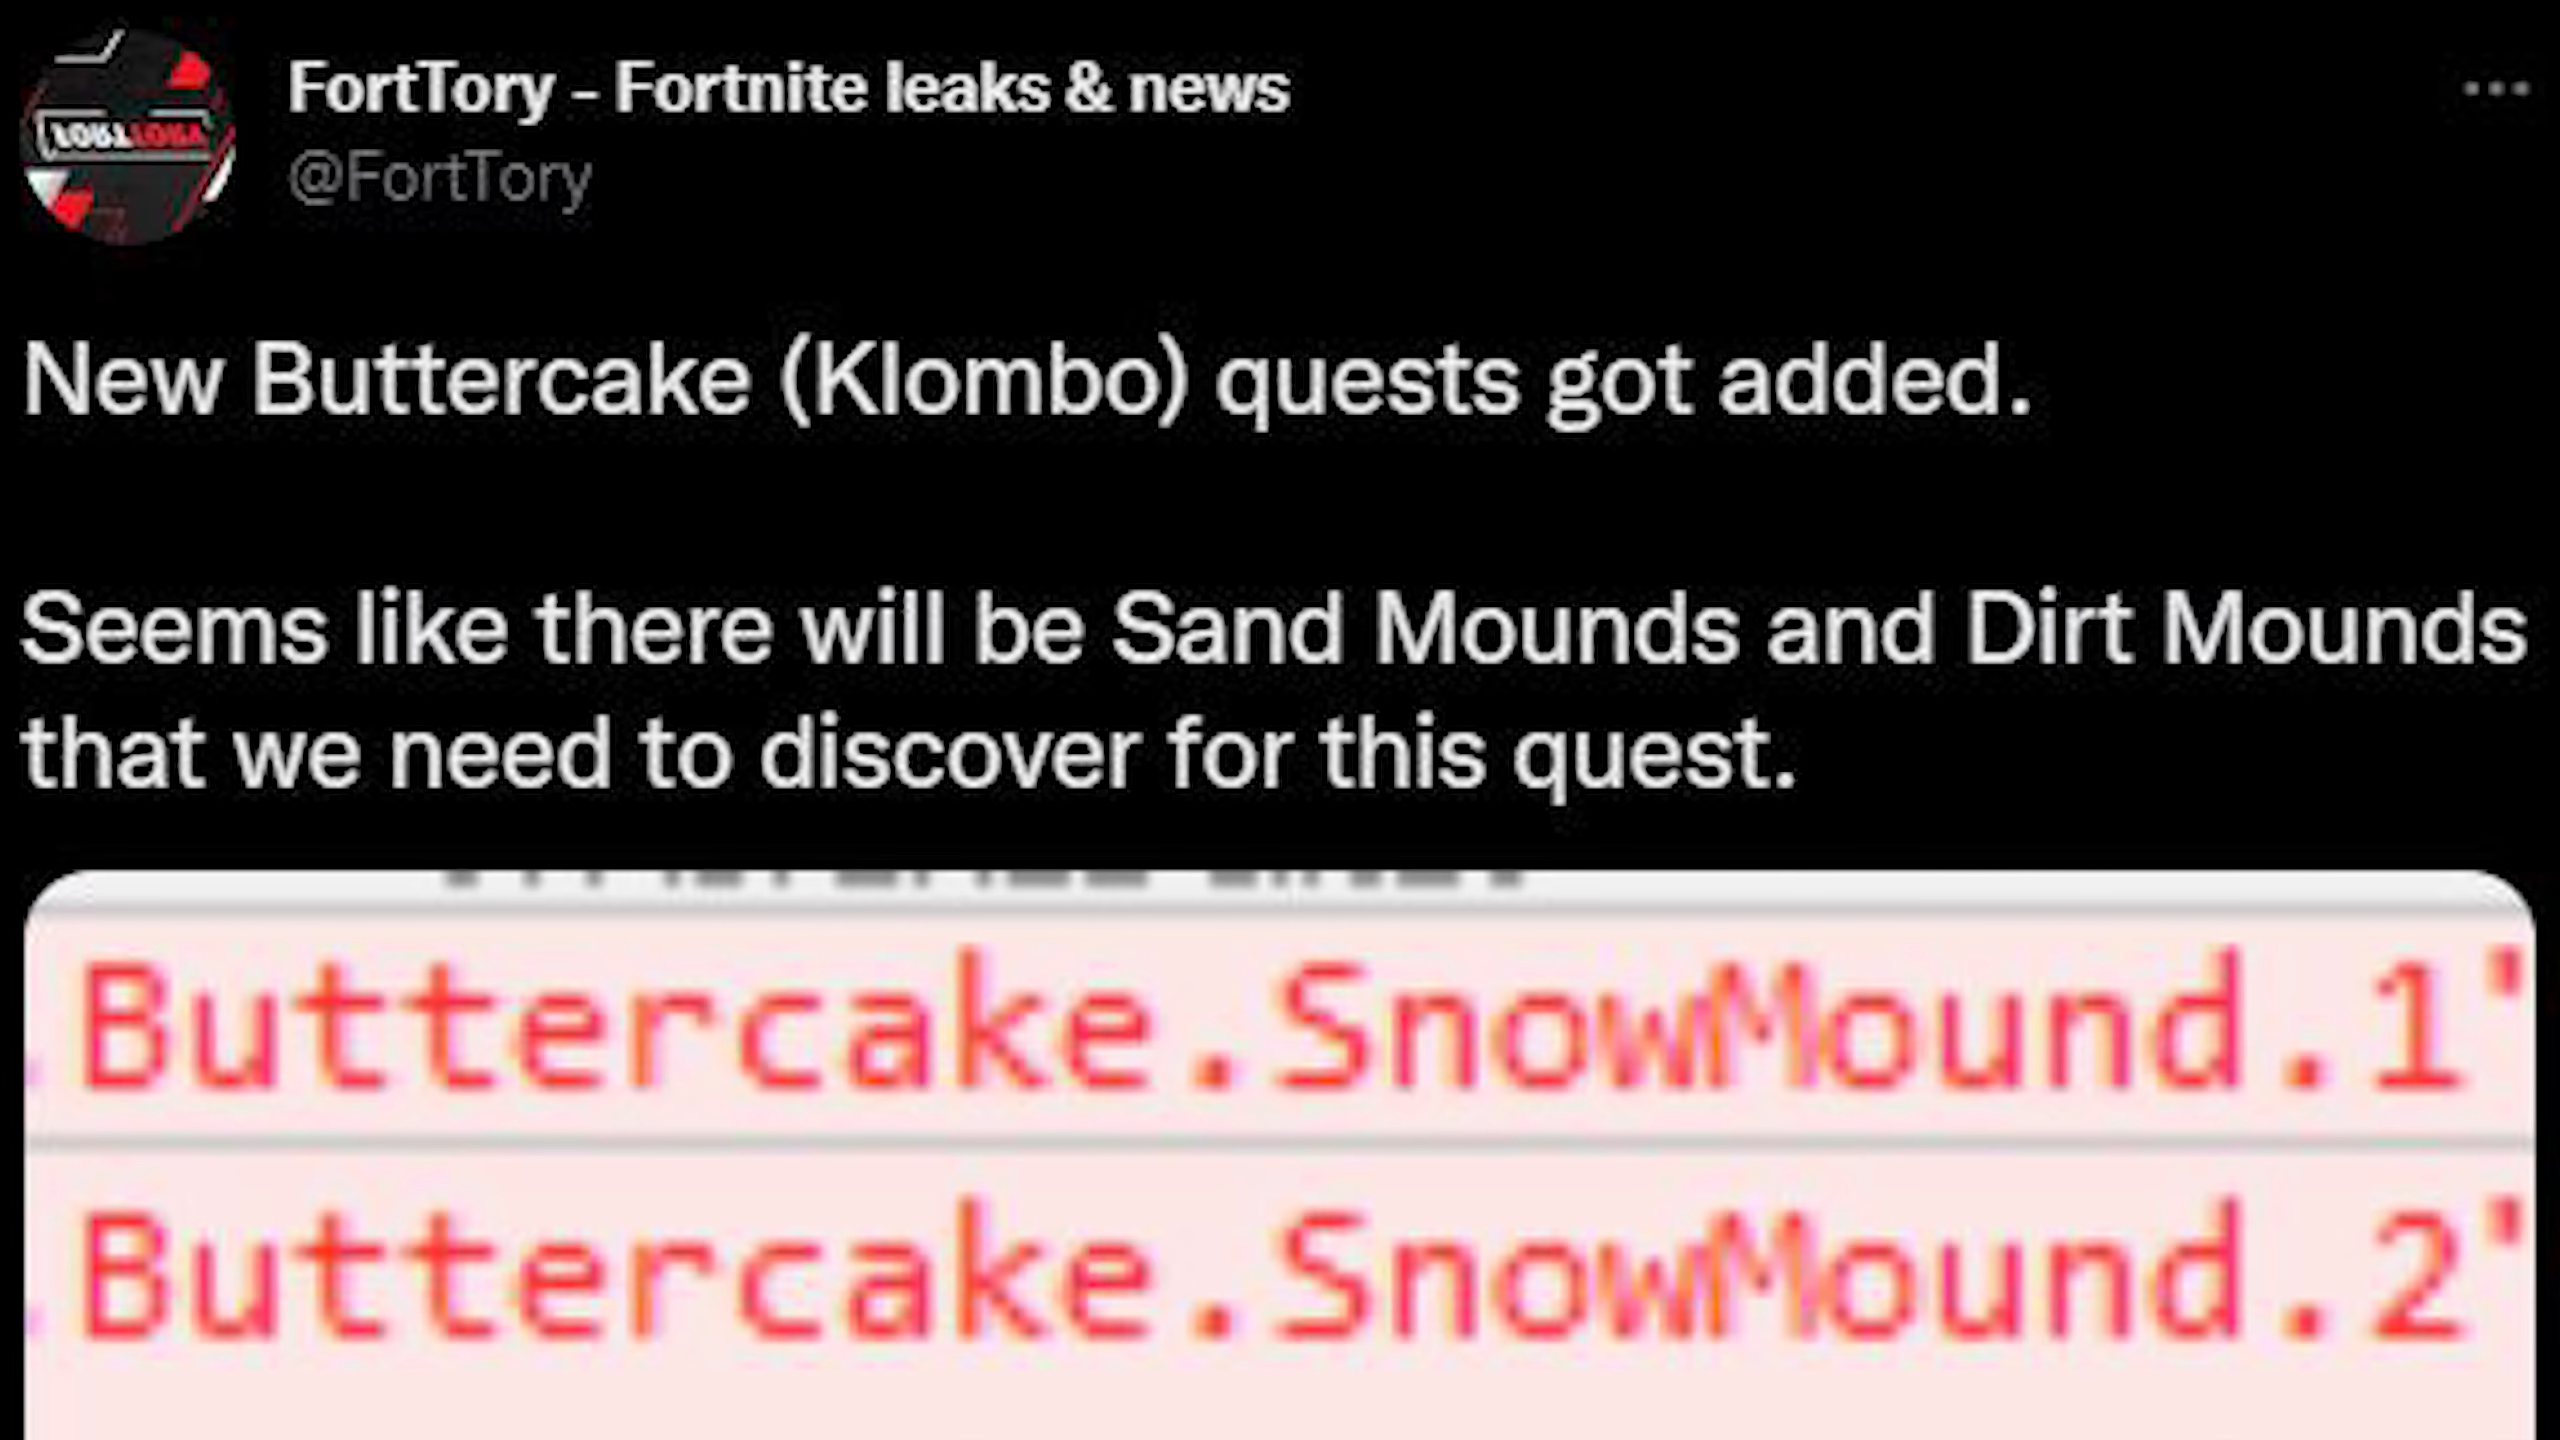 FortTory - Fortnite leaks & news
@FortTory
New Buttercake (Klombo) quests got added.
Seems like there will be Sand Mounds and Dirt Mounds
that we need to discover for this quest.
.Buttercake.SnowMound.1"
.Buttercake.SnowMound.2"